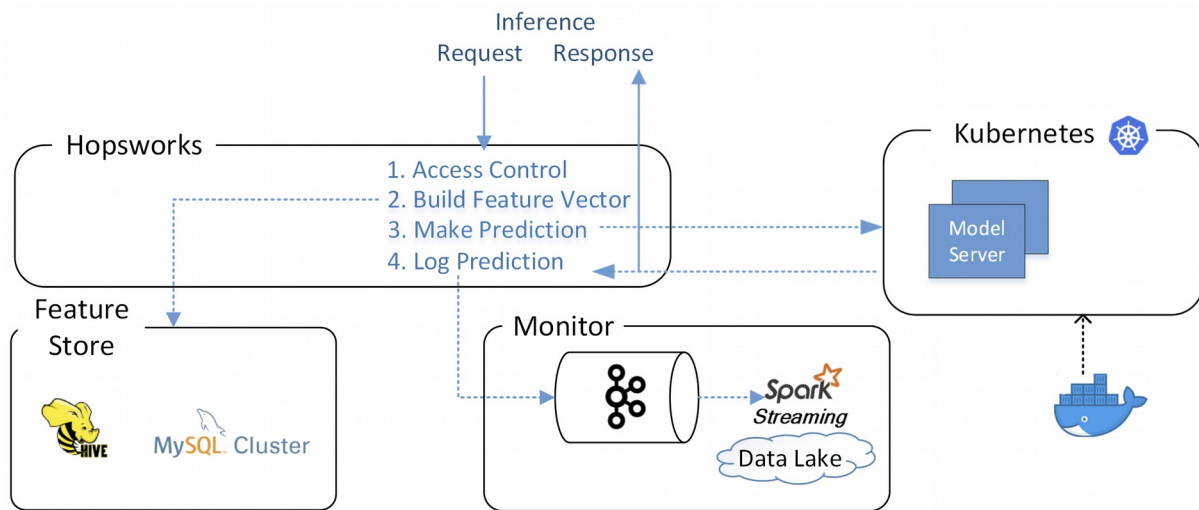 Inference
Request Response
Hopsworks
1. Access Control
2. Build Feature Vector
3. Make Prediction
4. Log Prediction
Kubernetes
Model
Server
Feature
Store
HIVE
MySQL Cluster
Monitor
Spark
Streaming
Data Lake